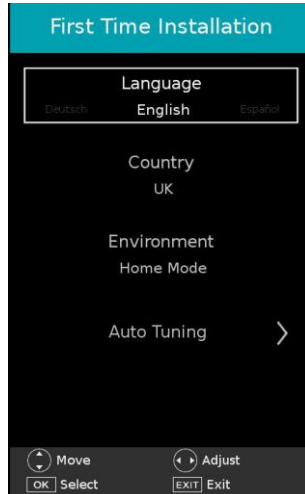 First Time Installation
Language
Deutsch English Español
Country
UK
Environment
Home Mode
Auto Tuning
Move Adjust
OK Select EXIT Exit